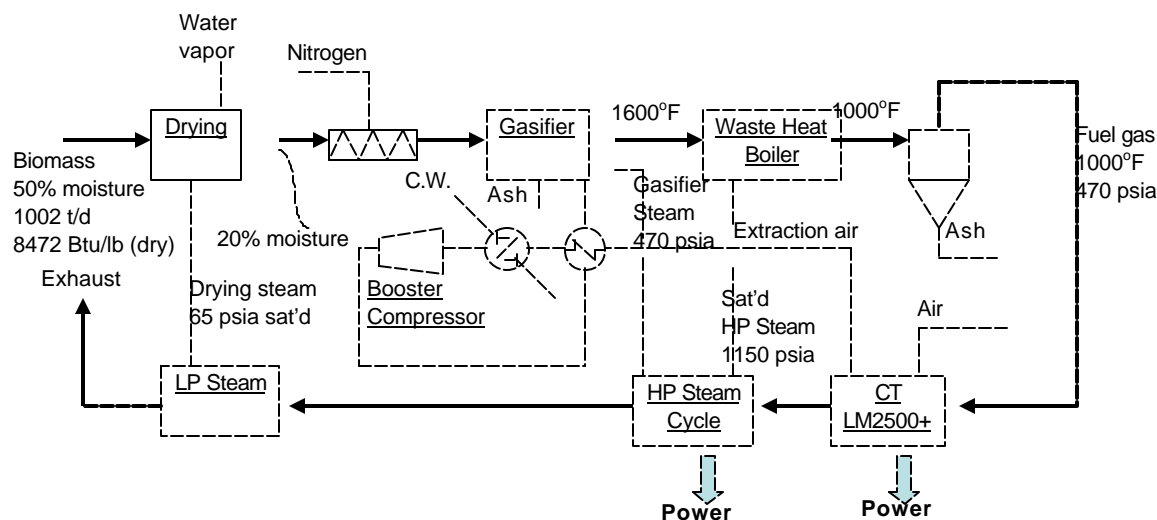 Water
vapor
Nitrogen
Drying
Gasifier
1600°F
Waste Heat
Boiler
1000°F
Fuel gas
1000°F
470 psia
Biomass
50% moisture
1002 t/d
8472 Btu/lb (dry)
20% moisture
C.W.
Ash
Gasifier
Steam
470 psia
Extraction air
Ash
Exhaust
Drying steam
65 psia sat'd
Booster
Compressor
Sat'd
HP Steam
1150 psia
Air
LP Steam
HP Steam
Cycle
CT
LM2500+
Power
Power